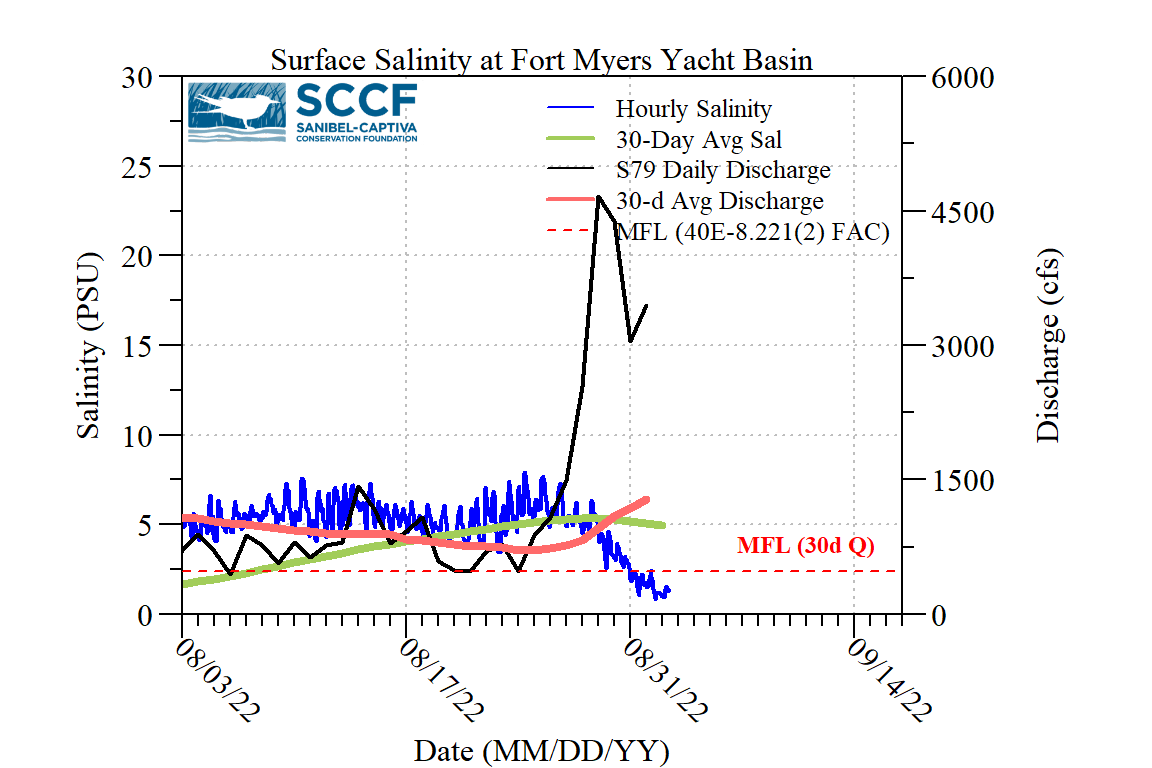 Surface Salinity at Fort Myers Yacht Basin
SCCF
SANIBEL-CAPTIVA
CONSERVATION FOUNDATION
Hourly Salinity
30-Day Avg Sal
S79 Daily Discharge
30-d Avg Discharge
MFL (40E-8.221(2) FAC)
30
25
20
15
10
5
0
Salinity (PSU)
6000
4500
3000
1500
0
Discharge (cfs)
MFL (30d Q)
08/03/22
08/17/22
08/31/22
09/14/22
Date (MM/DD/YY)